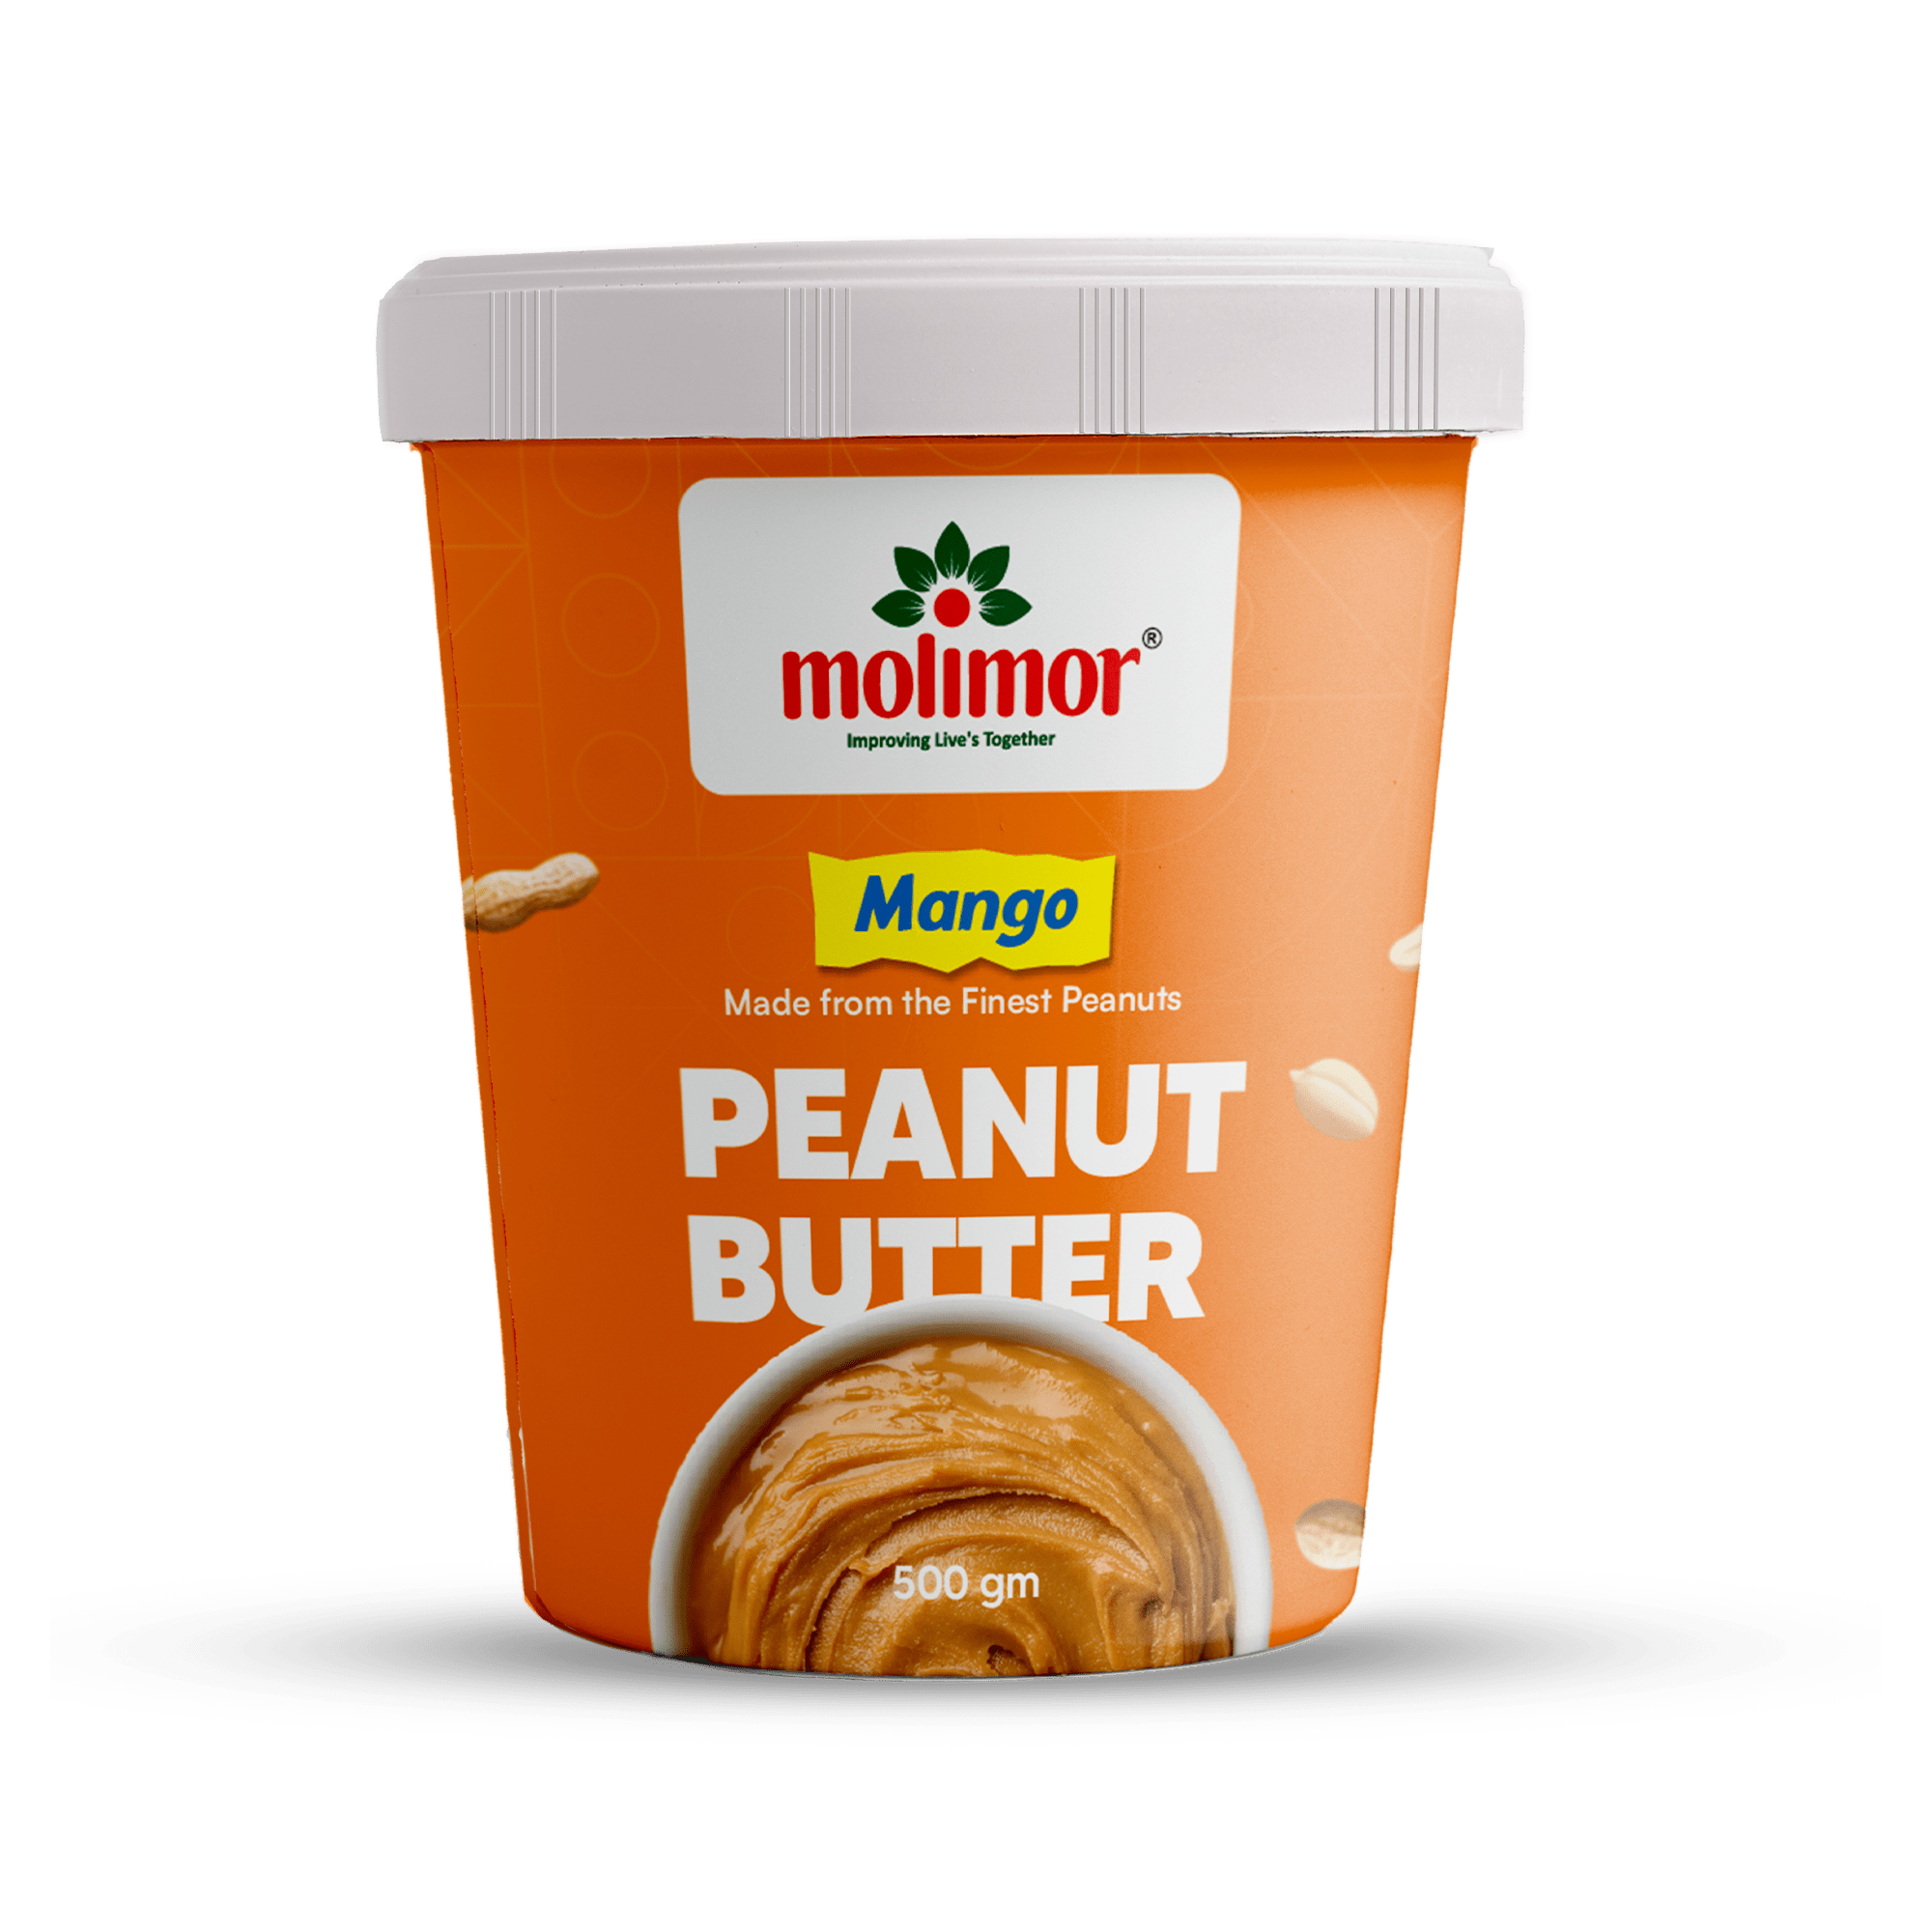 molimor®
Improving Live's Together
Mango
Made from the Finest Peanuts
PEANUT
BUTTER
500 gm